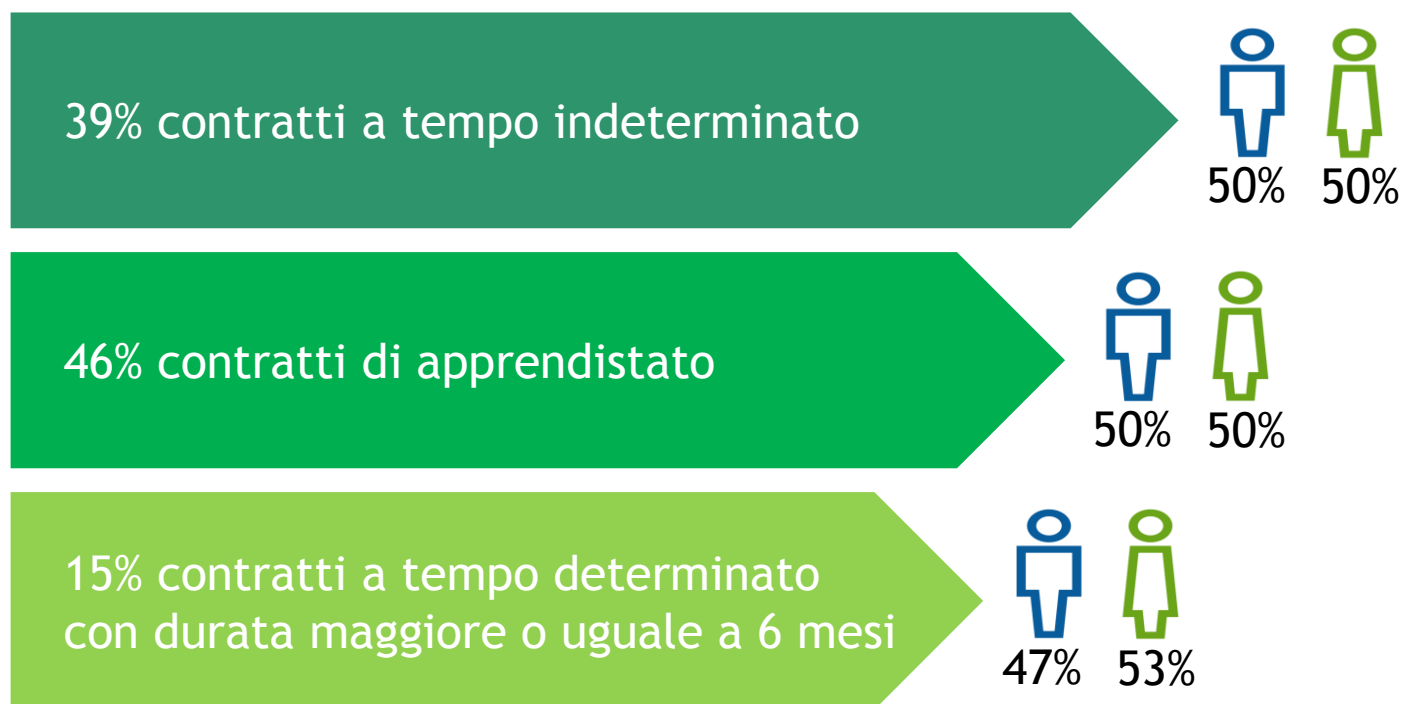 39% contratti a tempo indeterminato
50% 50%
46% contratti di apprendistato
50% 50%
15% contratti a tempo determinato
con durata maggiore o uguale a 6 mesi
47% 53%